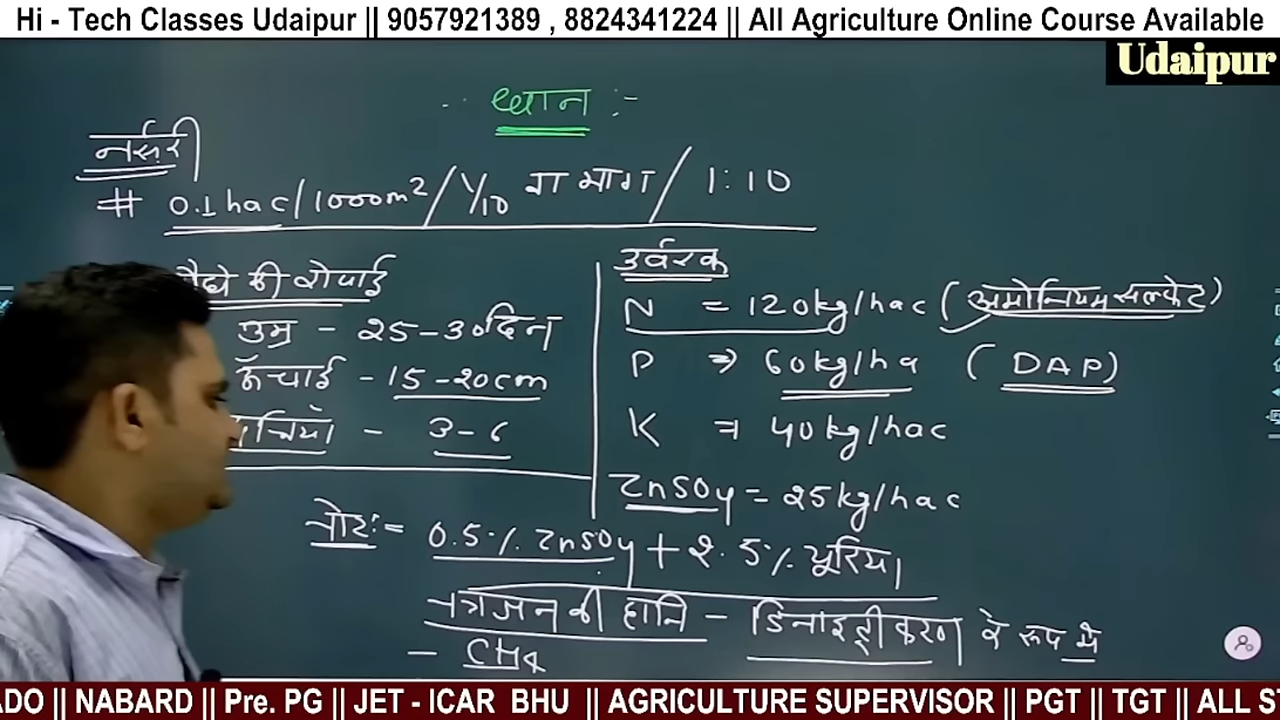 Hi - Tech Classes Udaipur || 9057921389 , 8824341224 || All Agriculture Online Course Available
Udaipur
धान :-
नर्सरी
# 0.1 hac/1000m²/1/10 वा भाग/ 1:10
की रोपाई
उम्र - 25-30 दिन
ऊँचाई - 15-20cm
पत्तियां - 3-6
उर्वरक
N = 120kg/hac (अमोनियम सल्फेट)
P ⇒ 60kg/ha (DAP)
K ⇒ 40kg/hac
ZnSO4 = 25kg/hac
नोट:= 0.5% ZnSO4 + 2.5% यूरिया
नत्रजन की हानि - डिनाइट्रीकरण के रूप में
- CH4
ADO || NABARD || Pre. PG || JET - ICAR BHU || AGRICULTURE SUPERVISOR || PGT || TGT || ALL